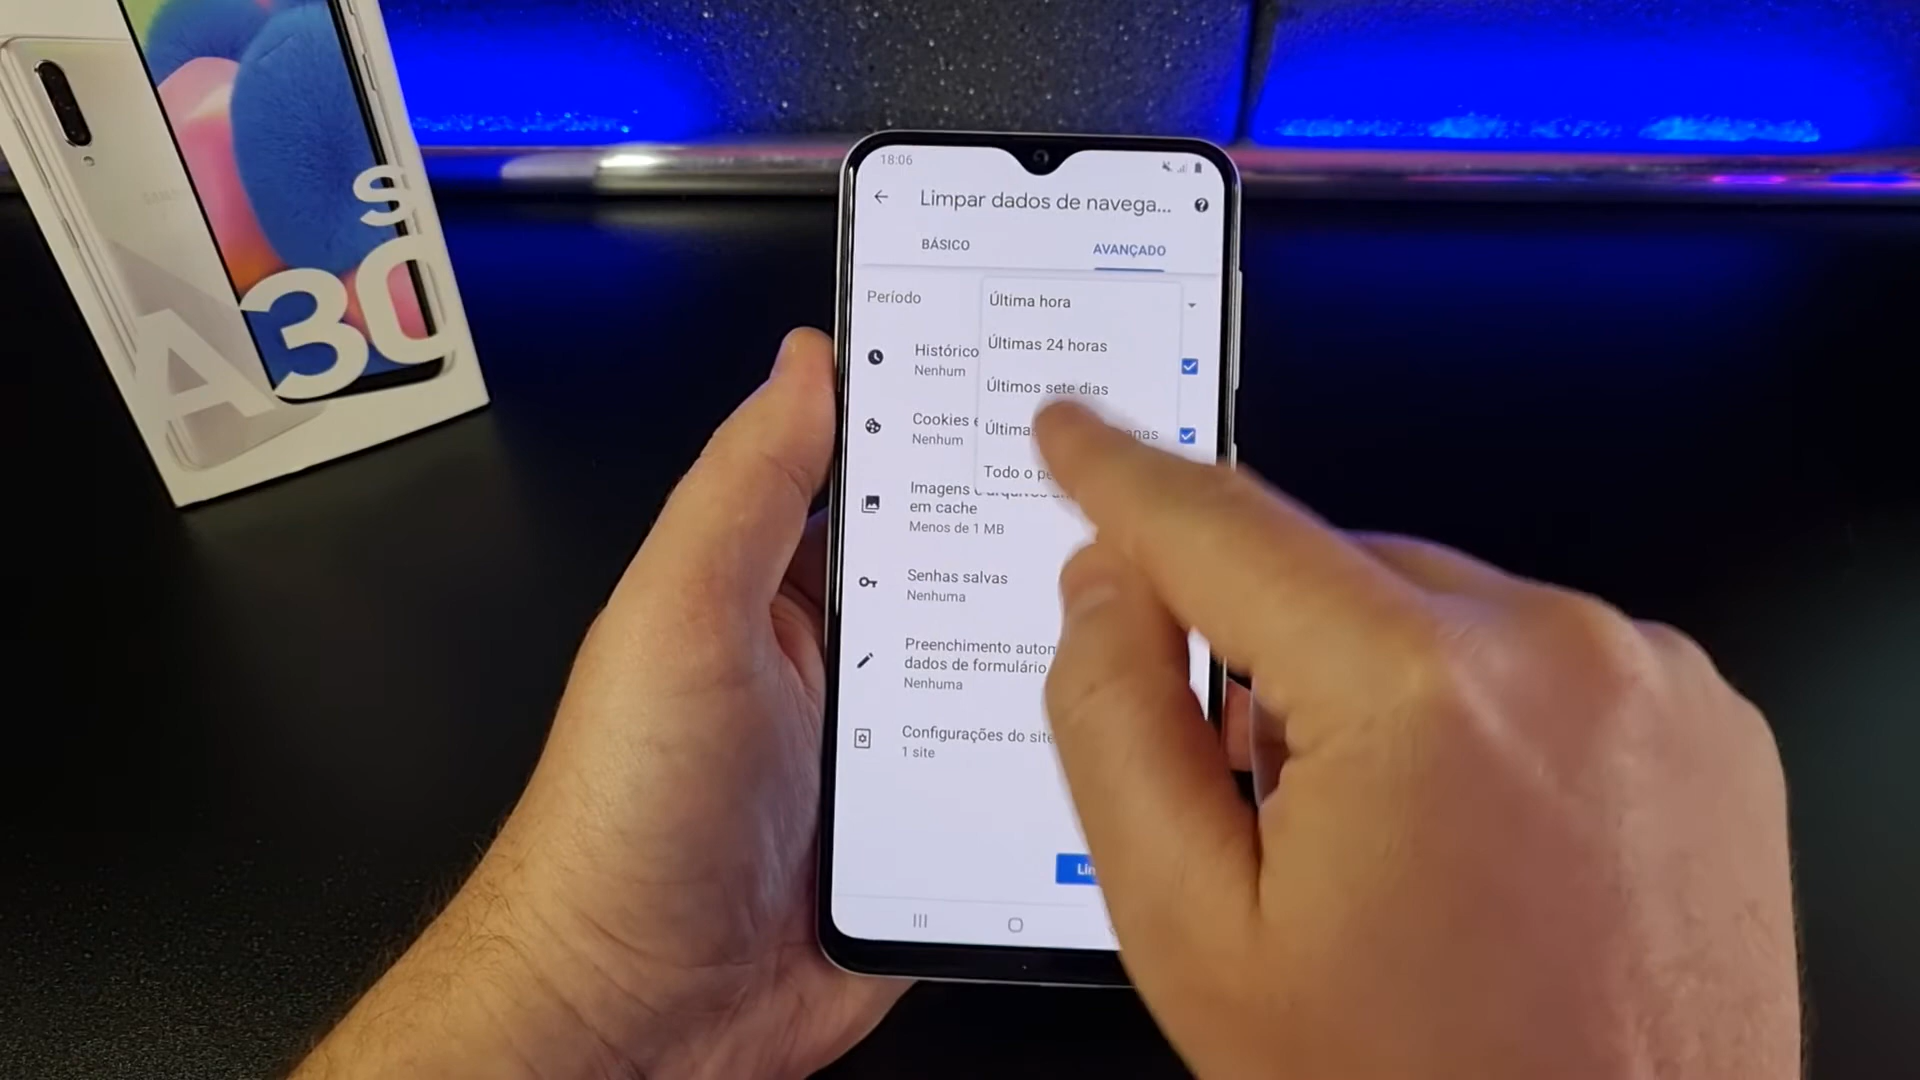 SAMSUNG
A30
s
18:06
Limpar dados de navega...
BÁSICO
AVANÇADO
Período
Última hora
Últimas 24 horas
Últimos sete dias
Todo o
Histórico
Nenhum
Cookies
Nenhum
Imagens
em cache
Menos de 1 MB
Senhas salvas
Nenhuma
Preenchimento
dados de formulário
Nenhuma
Configurações do site
1 site